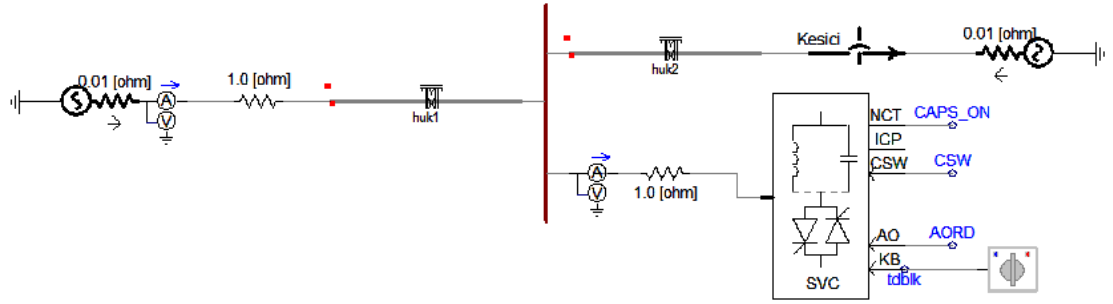 0.01 [ohm]
A
V
1.0 [ohm]
huk1
huk2
Kesici
0.01 [ohm]
A
V
1.0 [ohm]
NCT
CAPS_ON
ICP
CSW
CSW
AO
AORD
KB
tdblk
SVC